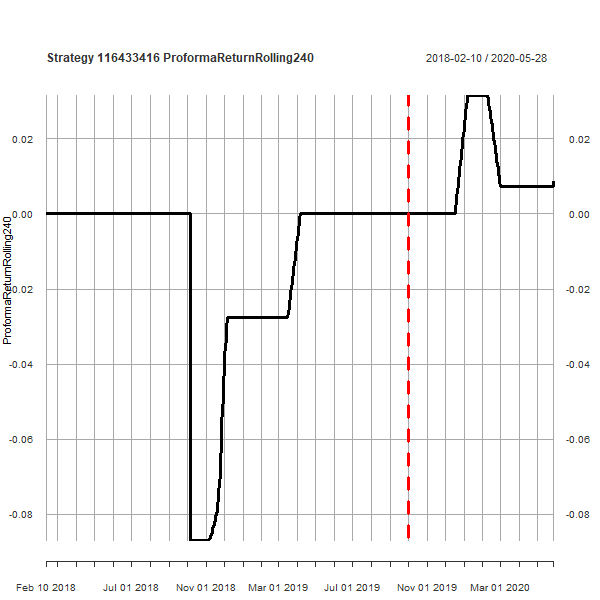 Strategy 116433416 ProformaReturnRolling240
2018-02-10 / 2020-05-28
ProformaReturnRolling240
0.02 0.02
0.00 0.00
-0.02 -0.02
-0.04 -0.04
-0.06 -0.06
-0.08 -0.08
Feb 10 2018 Jul 01 2018 Nov 01 2018 Mar 01 2019 Jul 01 2019 Nov 01 2019 Mar 01 2020